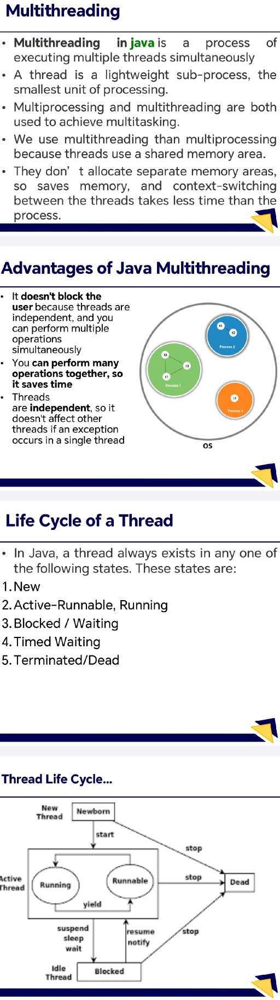 Multithreading
• Multithreading in java is a process of
executing multiple threads simultaneously
• A thread is a lightweight sub-process, the
smallest unit of processing.
• Multiprocessing and multithreading are both
used to achieve multitasking.
• We use multithreading than multiprocessing
because threads use a shared memory area.
• They don’ t allocate separate memory areas,
so saves memory, and context-switching
between the threads takes less time than the
process.
Advantages of Java Multithreading
• It doesn't block the
user because threads are
independent, and you
can perform multiple
operations
simultaneously
• You can perform many
operations together, so
it saves time
• Threads
are independent, so it
doesn't affect other
threads if an exception
occurs in a single thread
t1
t2
Process 2
t2
t3
t1
Process 1
t1
Process 3
OS
Life Cycle of a Thread
• In Java, a thread always exists in any one of
the following states. These states are:
1. New
2. Active-Runnable, Running
3. Blocked / Waiting
4. Timed Waiting
5. Terminated/Dead
Thread Life Cycle...
New
Thread
Newborn
start
stop
Active
Thread
Running
Runnable
yield
stop
Dead
suspend
sleep
wait
resume
notify
stop
Idle
Thread
Blocked